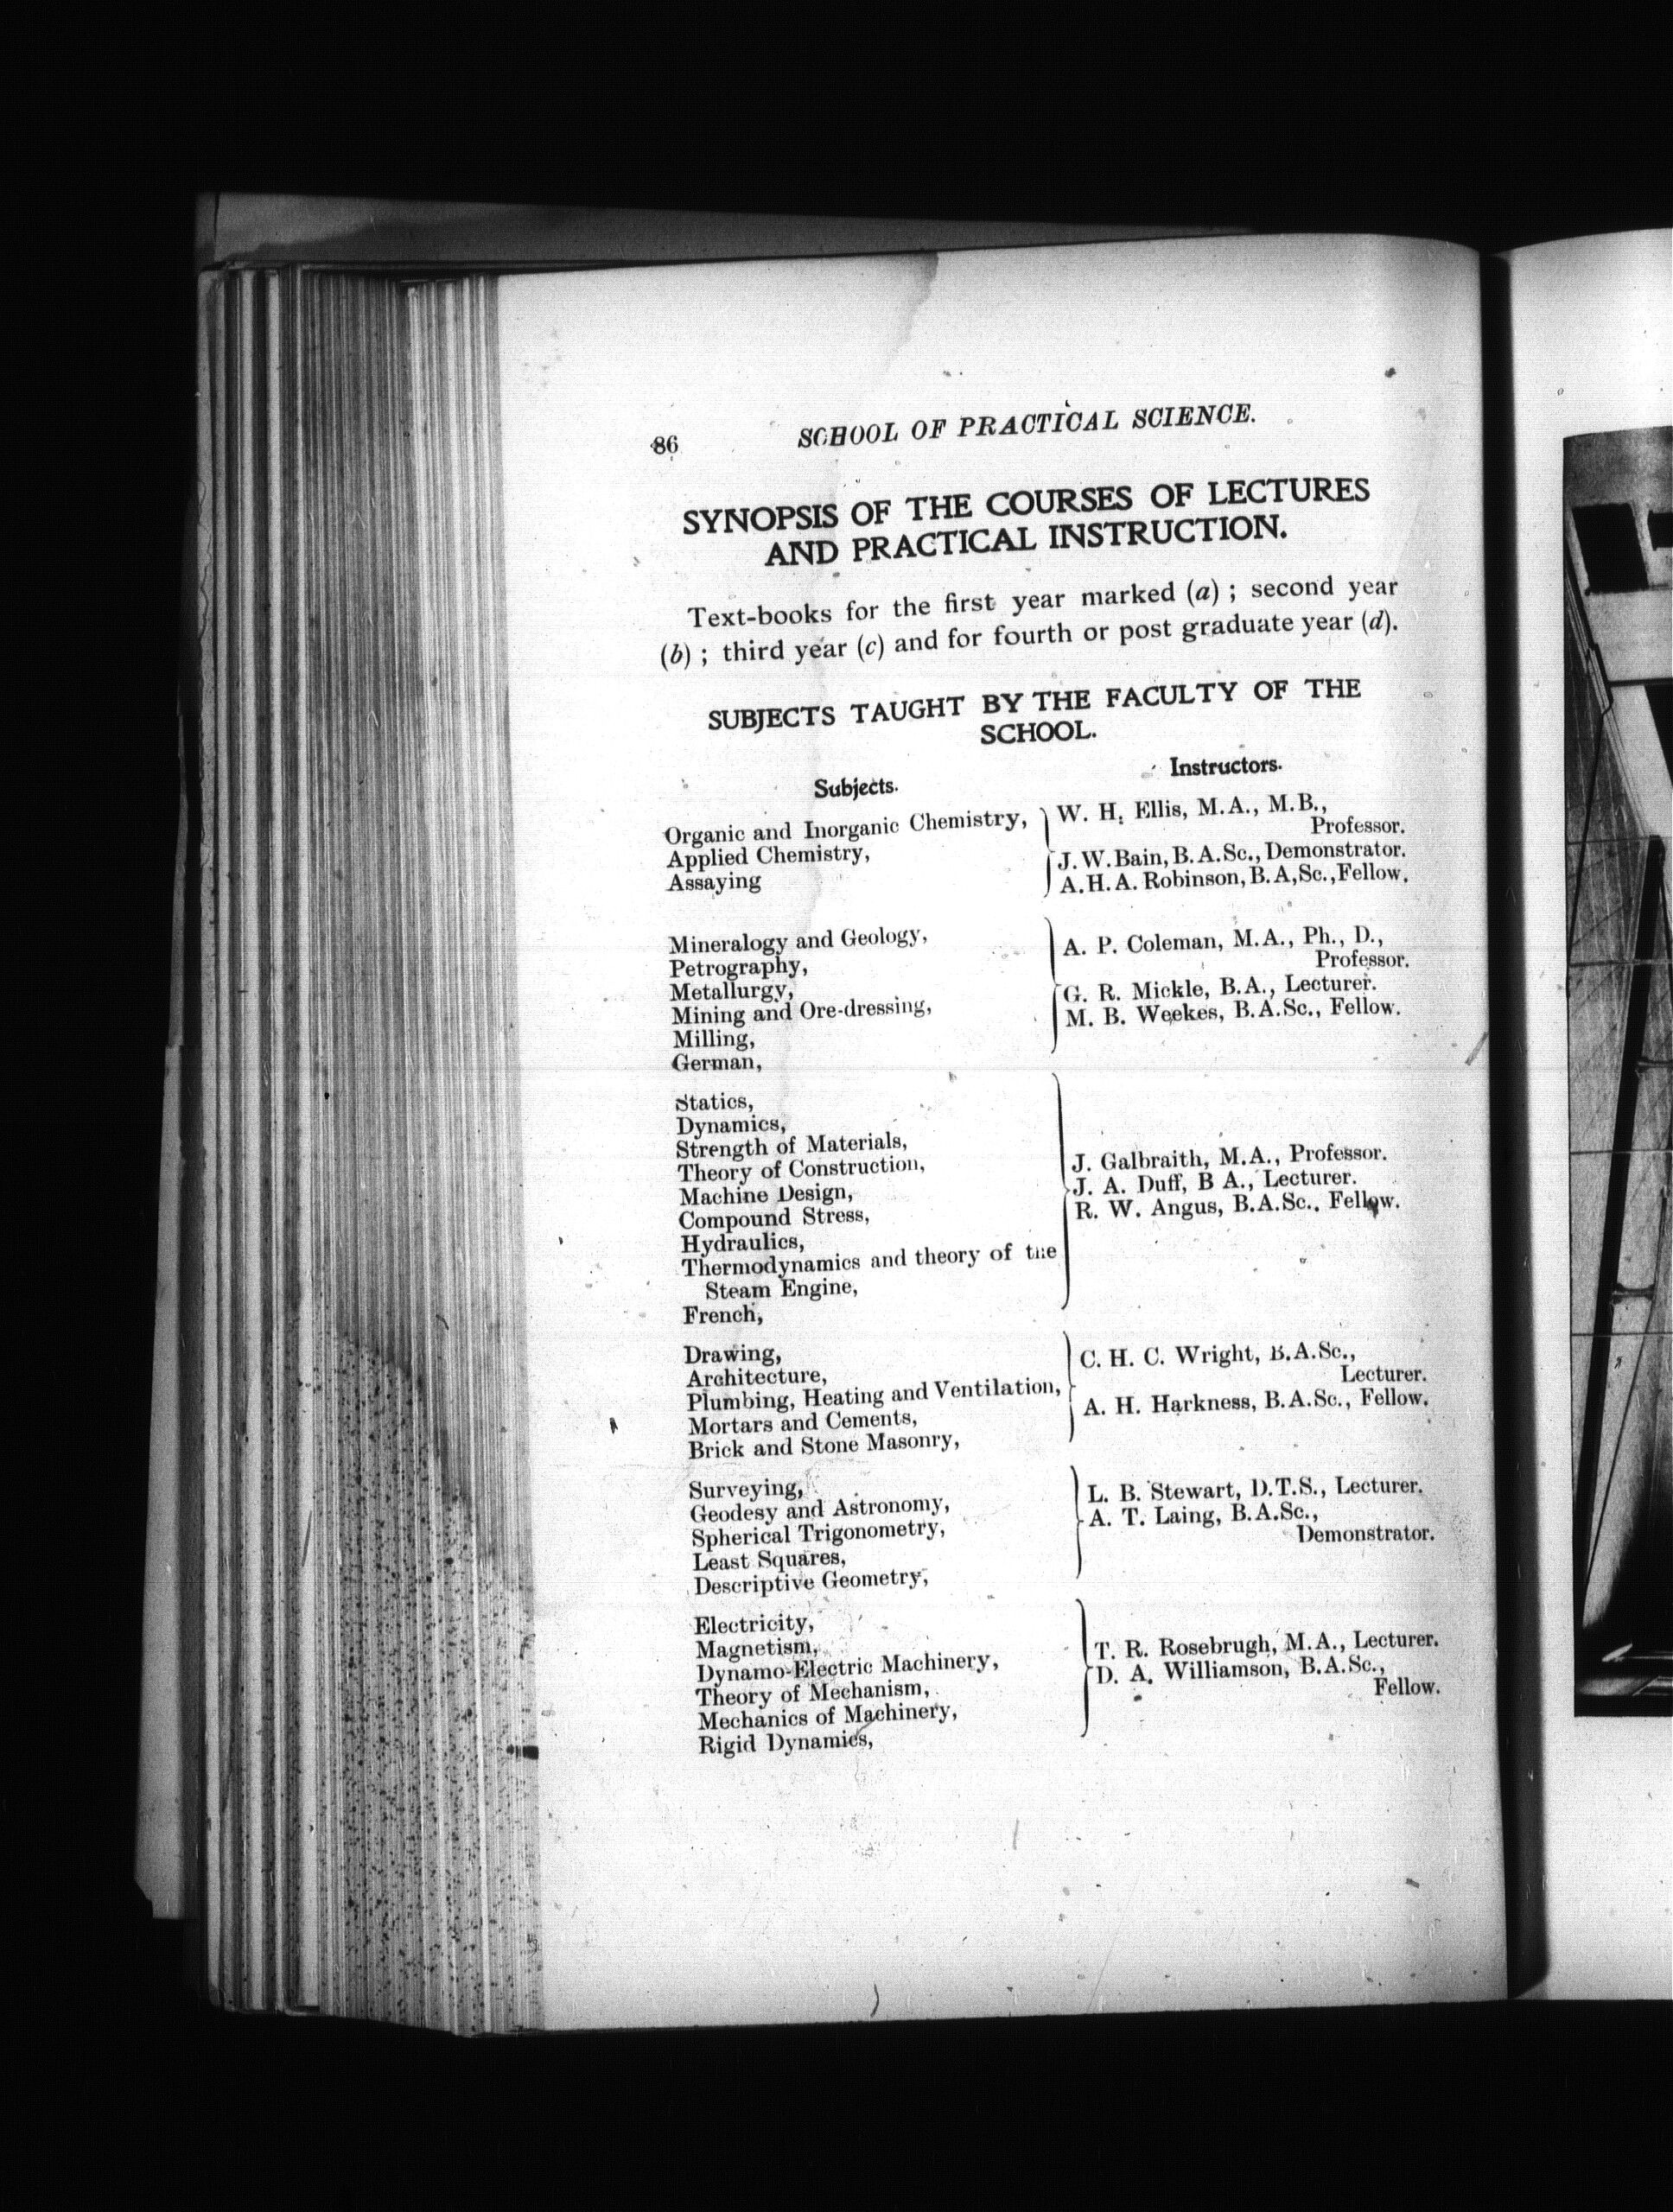 86
SCHOOL OF PRACTICAL SCIENCE.
SYNOPSIS OF THE COURSES OF LECTURES
AND PRACTICAL INSTRUCTION.
Text-books for the first year marked (a) ; second year
(b) ; third year (c) and for fourth or post graduate year (d).
SUBJECTS TAUGHT BY THE FACULTY OF THE
SCHOOL.
Subjects.
Instructors.
Organic and Inorganic Chemistry,
Applied Chemistry,
Assaying
W. H. Ellis, M.A., M.B.,
Professor.
J. W. Bain, B.A.Sc., Demonstrator.
A. H. A. Robinson, B.A,Sc., Fellow.
Mineralogy and Geology,
Petrography,
Metallurgy,
Mining and Ore-dressing,
Milling,
German,
A. P. Coleman, M.A., Ph., D.,
Professor.
G. R. Mickle, B.A., Lecturer.
M. B. Weekes, B.A.Sc., Fellow.
Statics,
Dynamics,
Strength of Materials,
Theory of Construction,
Machine Design,
Compound Stress,
Hydraulics,
Thermodynamics and theory of the
Steam Engine,
French,
J. Galbraith, M.A., Professor.
J. A. Duff, B A., Lecturer.
R. W. Angus, B.A.Sc., Fellow.
Drawing,
Architecture,
Plumbing, Heating and Ventilation,
Mortars and Cements,
Brick and Stone Masonry,
C. H. C. Wright, B.A.Sc.,
Lecturer.
A. H. Harkness, B.A.Sc., Fellow.
Surveying,
Geodesy and Astronomy,
Spherical Trigonometry,
Least Squares,
Descriptive Geometry,
L. B. Stewart, D.T.S., Lecturer.
A. T. Laing, B.A.Sc.,
Demonstrator.
Electricity,
Magnetism,
Dynamo-Electric Machinery,
Theory of Mechanism,
Mechanics of Machinery,
Rigid Dynamics,
T. R. Rosebrugh, M.A., Lecturer.
D. A. Williamson, B.A.Sc.,
Fellow.